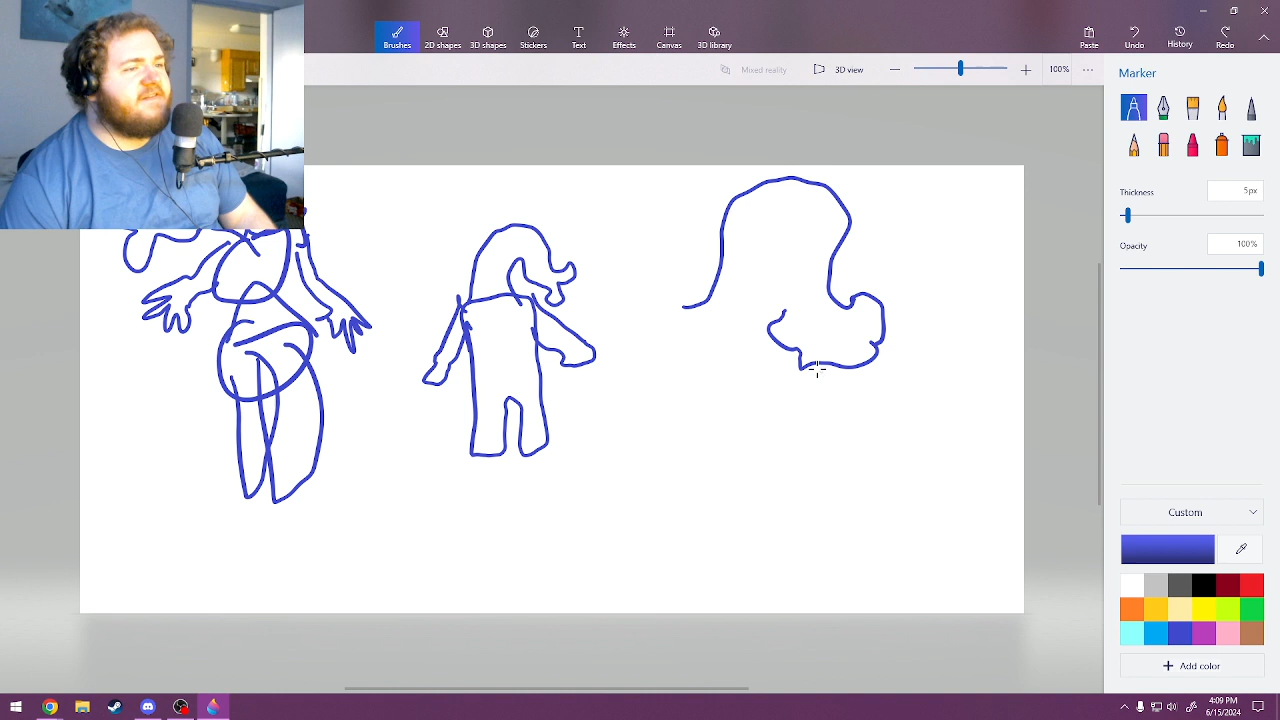 Brushes 2D shapes 3D shapes Stickers Text Effects Canvas 3D library Paste Undo History Redo
Mixed reality 3D view 100%
Marker
Thickness 5px
Opacity 100%
Custom
Add color
4:09 PM
6/15/2024